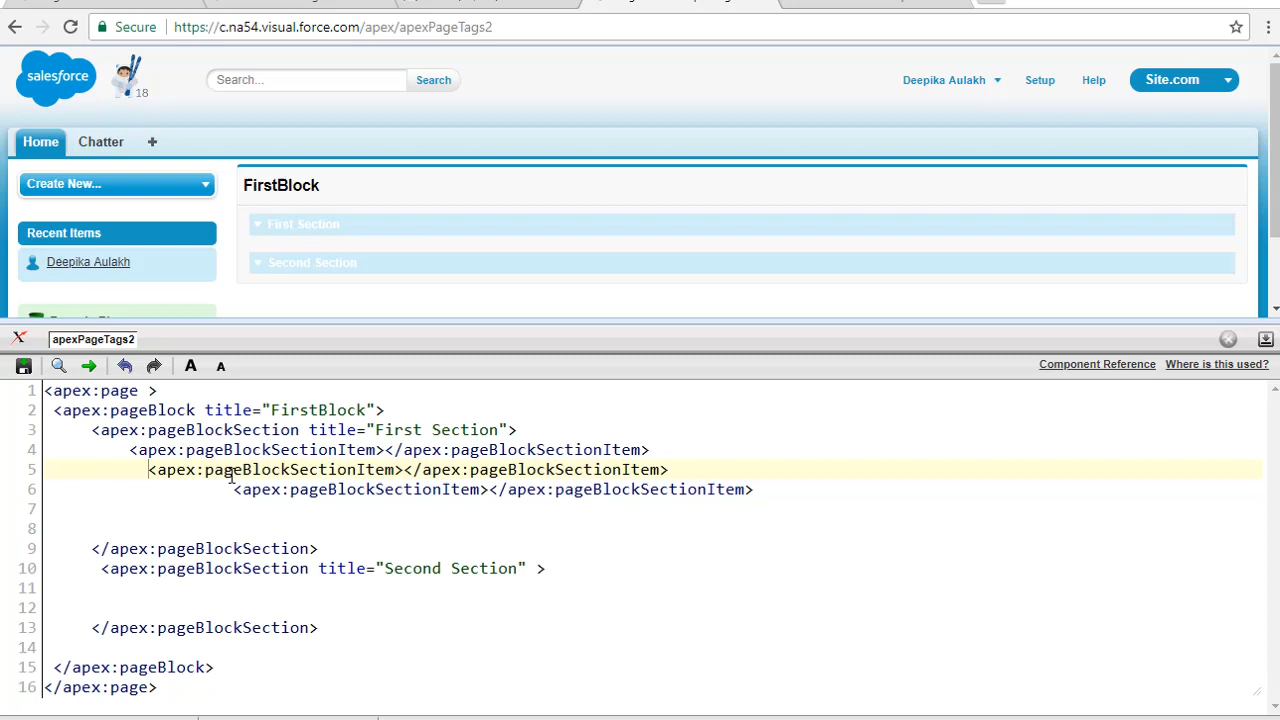 Secure https://c.na54.visual.force.com/apex/apexPageTags2
salesforce
18
Search...
Search
Deepika Aulakh
Setup
Help
Site.com
Home
Chatter
Create New...
FirstBlock
First Section
Recent Items
Deepika Aulakh
Second Section
apexPageTags2
A A
Component Reference Where is this used?
1 <apex:page >
2 <apex:pageBlock title="FirstBlock">
3 <apex:pageBlockSection title="First Section">
4 <apex:pageBlockSectionItem></apex:pageBlockSectionItem>
5 <apex:pageBlockSectionItem></apex:pageBlockSectionItem>
6 <apex:pageBlockSectionItem></apex:pageBlockSectionItem>
7
8
9 </apex:pageBlockSection>
10 <apex:pageBlockSection title="Second Section" >
11
12
13 </apex:pageBlockSection>
14
15 </apex:pageBlock>
16 </apex:page>